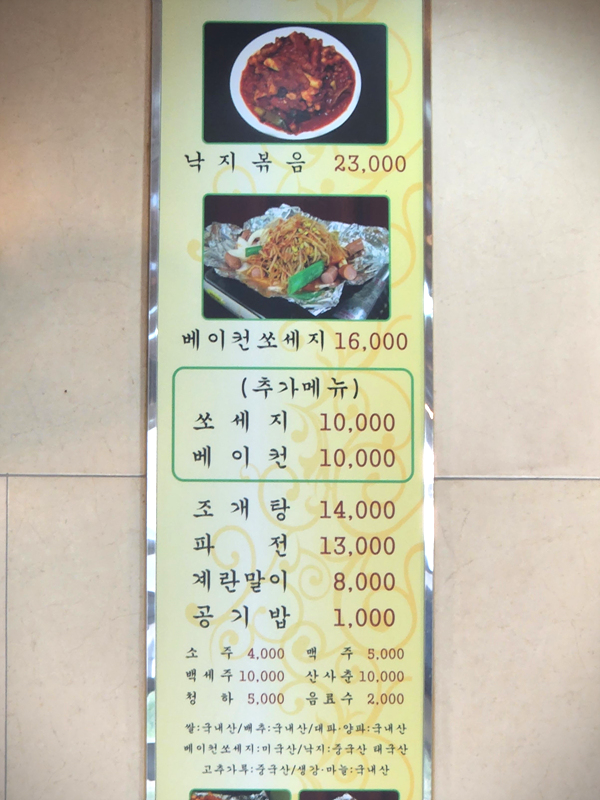 낙지볶음 23,000
베이컨쏘세지 16,000
(추가메뉴)
쏘세지 10,000
베이컨 10,000
조개탕 14,000
파전 13,000
계란말이 8,000
공기밥 1,000
소주 4,000 맥주 5,000
백세주 10,000 산사춘 10,000
청하 5,000 음료수 2,000
쌀:국내산/배추:국내산/대파·양파:국내산
베이컨쏘세지:미국산/낙지:중국산 태국산
고추가루:중국산/생강·마늘:국내산